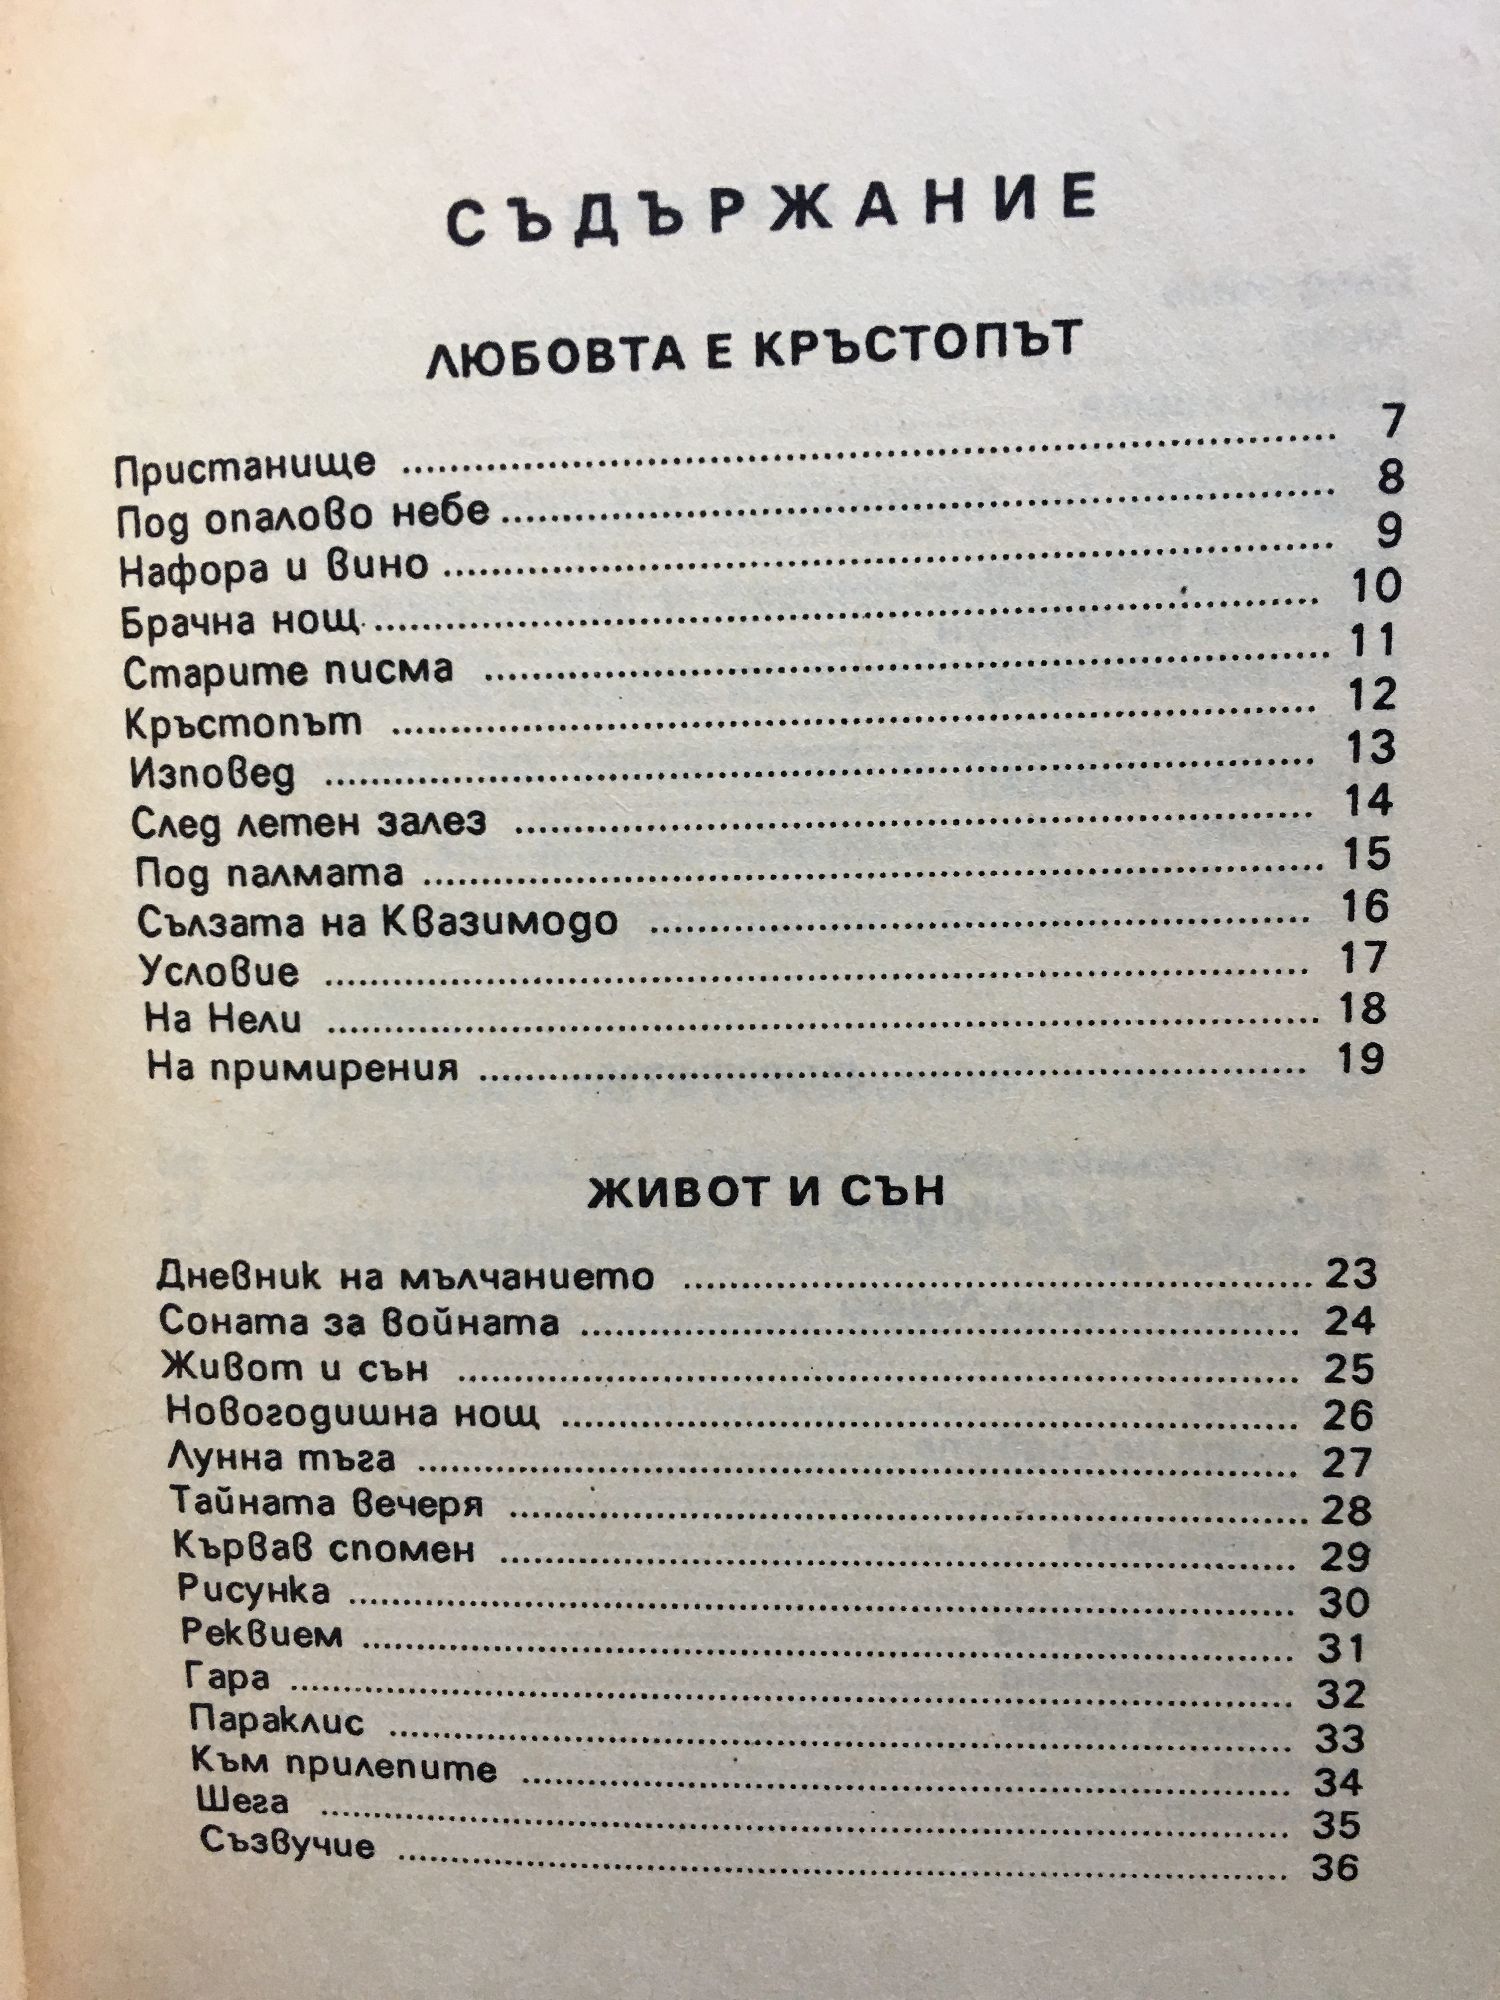 СЪДЪРЖАНИЕ
ЛЮБОВТА Е КРЪСТОПЪТ
Пристанище ........ 7
Под опалово небе ........ 8
Нафора и вино ........ 9
Брачна нощ ........ 10
Старите писма ........ 11
Кръстопът ........ 12
Изповед ........ 13
След летен залез ........ 14
Под палмата ........ 15
Сълзата на Квазимодо ........ 16
Условие ........ 17
На Нели ........ 18
На примирения ........ 19
ЖИВОТ И СЪН
Дневник на мълчанието ........ 23
Соната за войната ........ 24
Живот и сън ........ 25
Новогодишна нощ ........ 26
Лунна тъга ........ 27
Тайната вечеря ........ 28
Кървав спомен ........ 29
Рисунка ........ 30
Реквием ........ 31
Гара ........ 32
Параклис ........ 33
Към прилепите ........ 34
Шега ........ 35
Съзвучие ........ 36